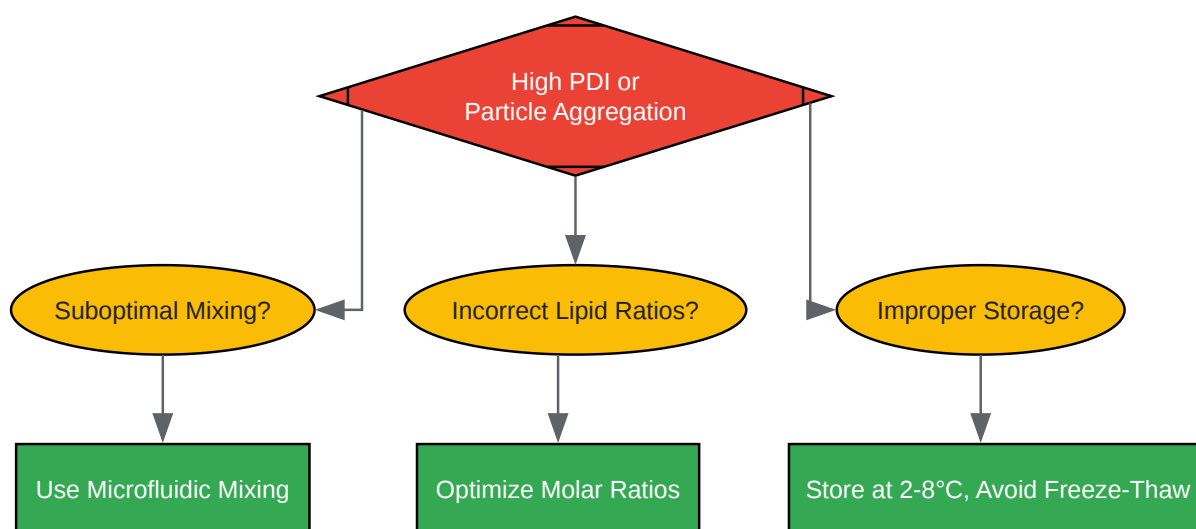 High PDI or
Particle Aggregation
Suboptimal Mixing?
Incorrect Lipid Ratios?
Improper Storage?
Use Microfluidic Mixing
Optimize Molar Ratios
Store at 2-8°C, Avoid Freeze-Thaw